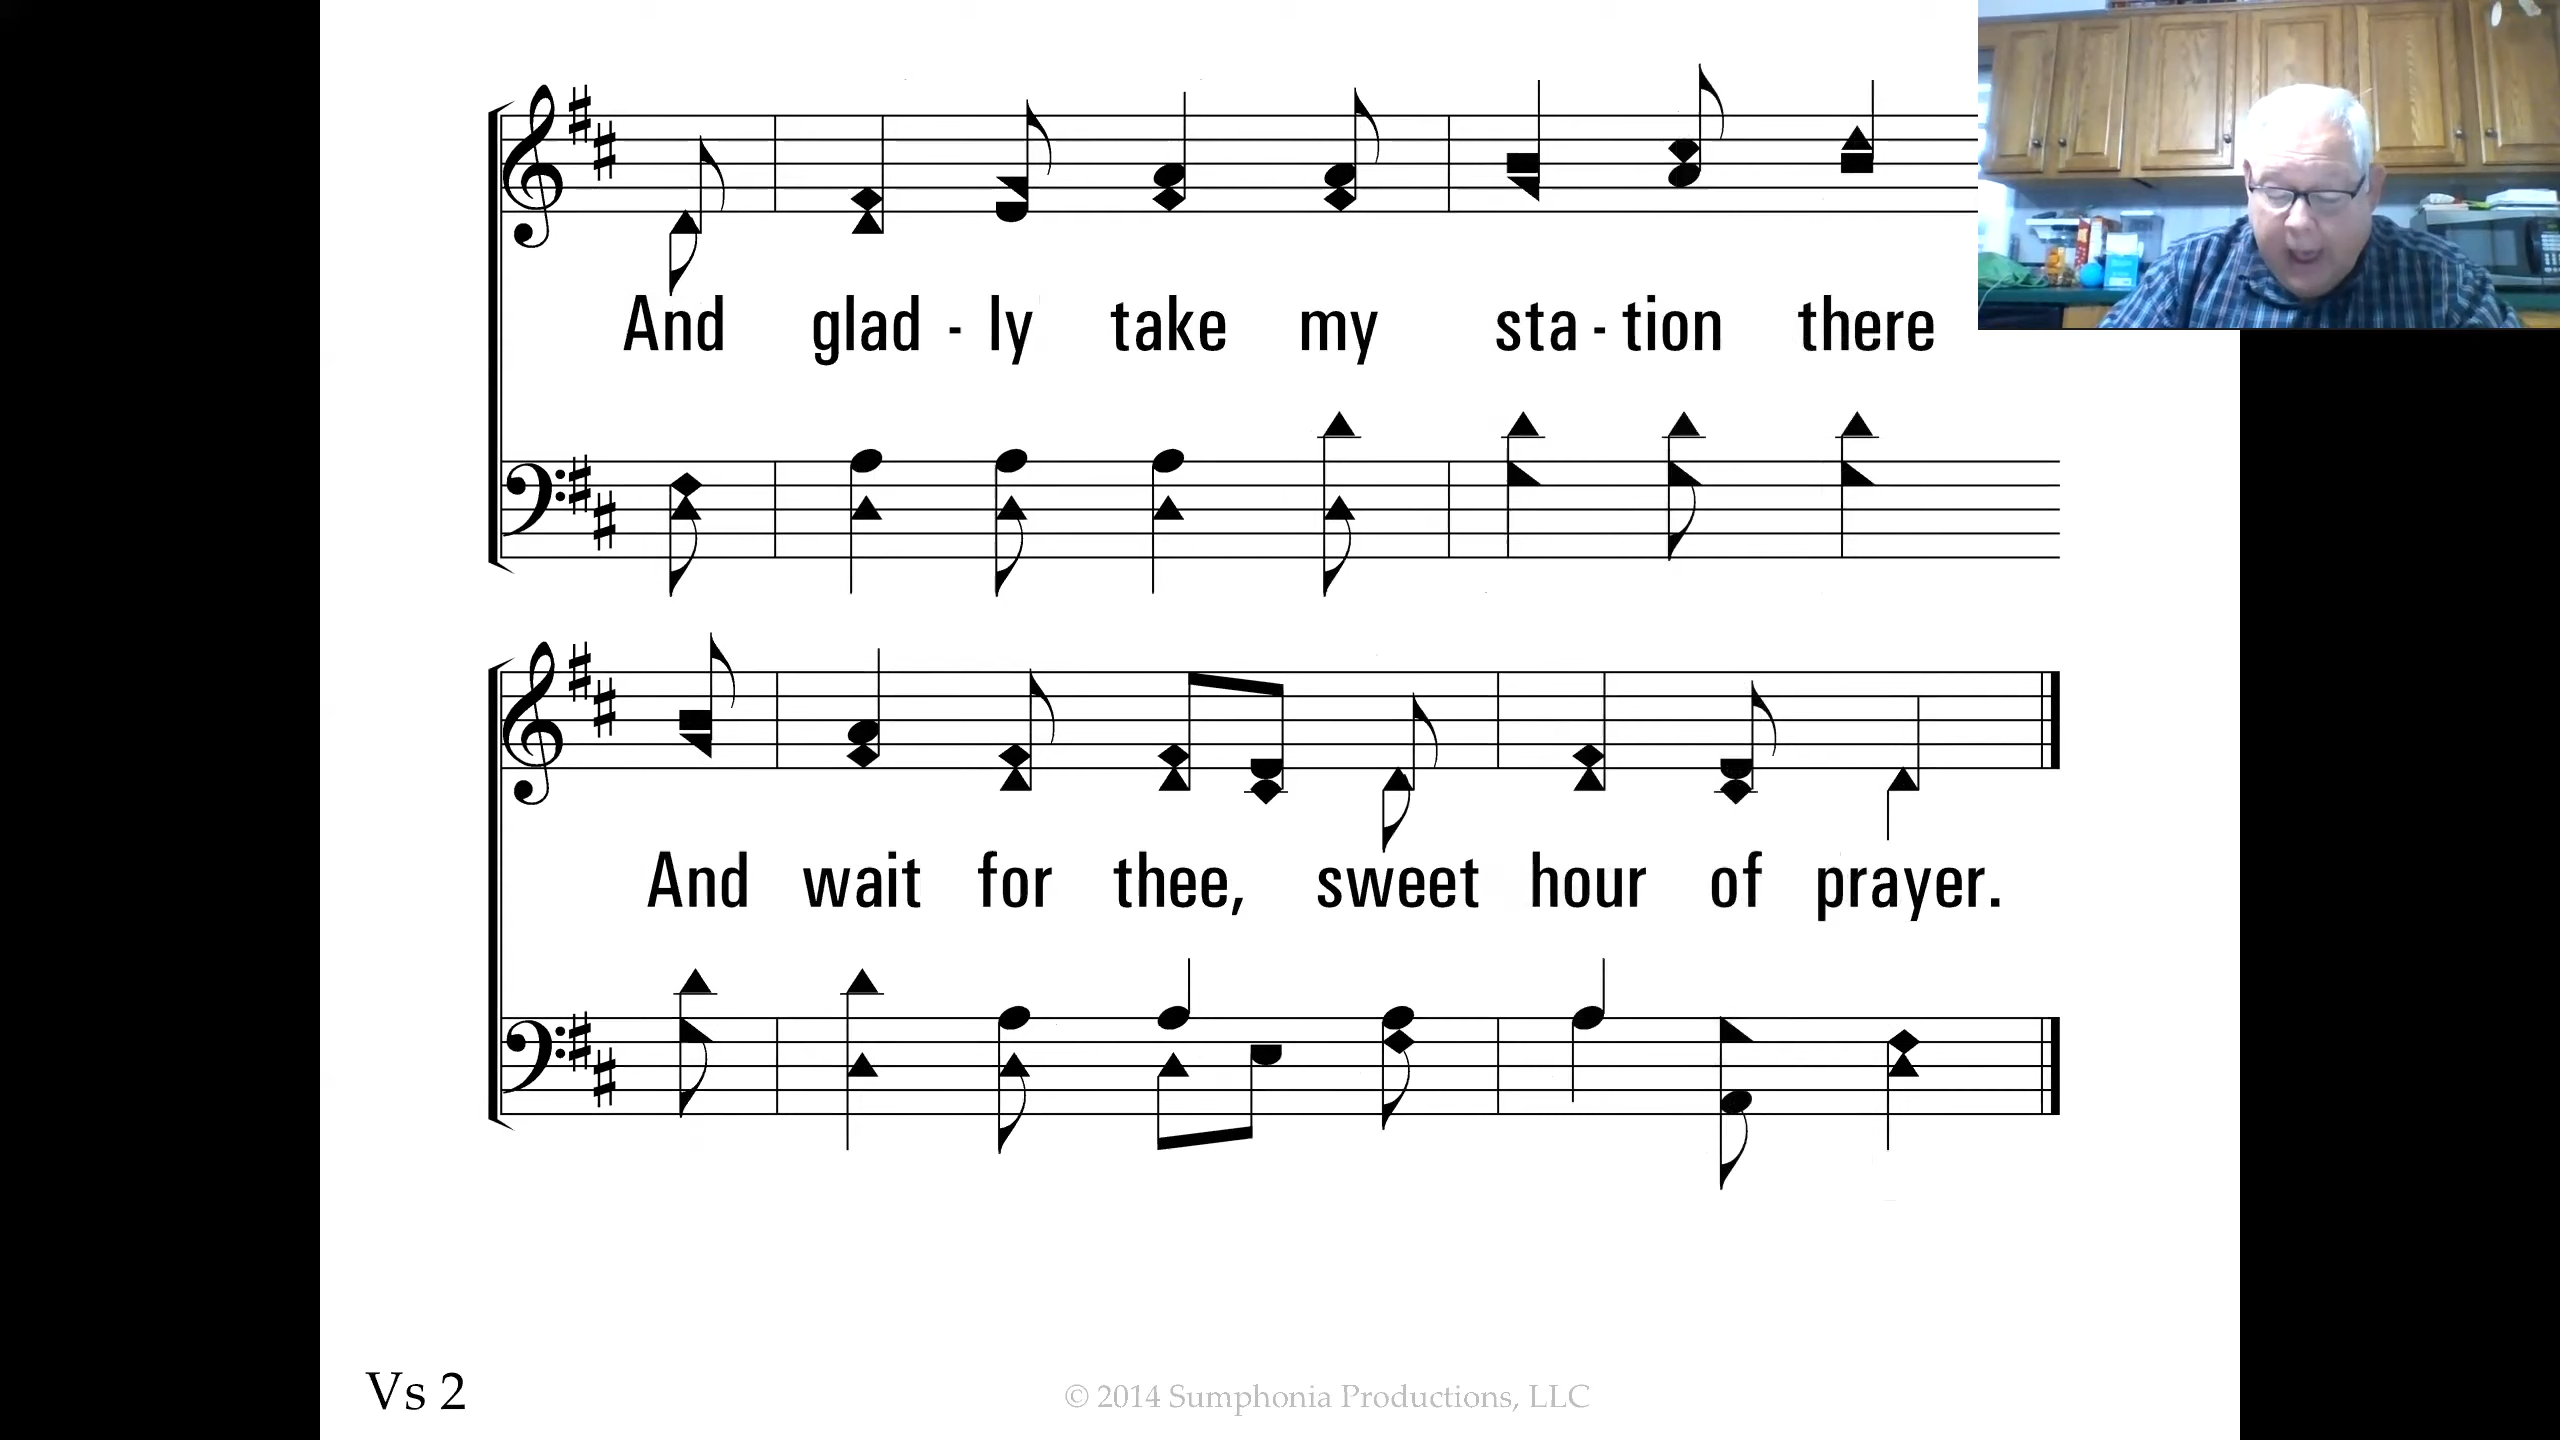 And glad - ly take my sta - tion there
And wait for thee, sweet hour of prayer.
Vs 2
© 2014 Sumphonia Productions, LLC